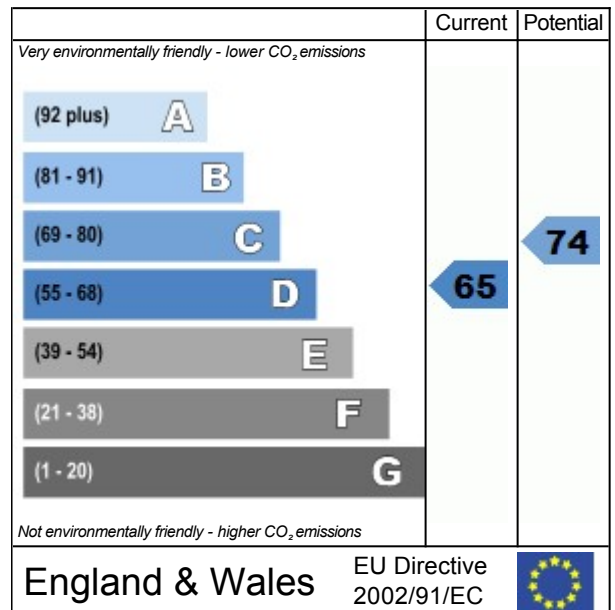 Current Potential
Very environmentally friendly - lower CO₂ emissions
(92 plus) A
(81 - 91) B
(69 - 80) C
74
(55 - 68) D
65
(39 - 54) E
(21 - 38) F
(1 - 20) G
Not environmentally friendly - higher CO₂ emissions
England & Wales
EU Directive
2002/91/EC